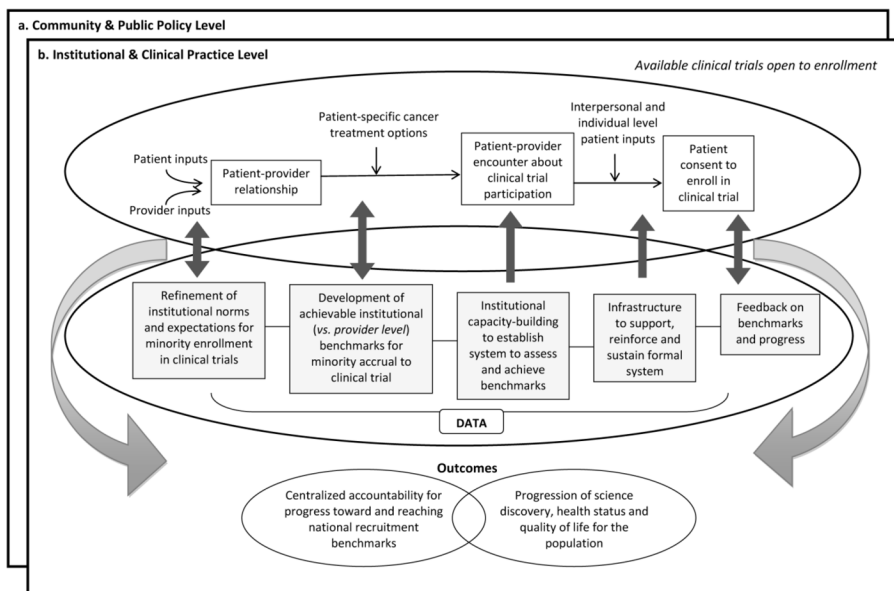 a. Community & Public Policy Level
b. Institutional & Clinical Practice Level
Available clinical trials open to enrollment
Patient-specific cancer
treatment options
Interpersonal and
individual level
patient inputs
Patient inputs
Provider inputs
Patient-provider
relationship
Patient-provider
encounter about
clinical trial
participation
Patient
consent to
enroll in
clinical trial
Refinement of
institutional norms
and expectations for
minority enrollment
in clinical trials
Development of
achievable institutional
(vs. provider level)
benchmarks for
minority accrual to
clinical trial
Institutional
capacity-building
to establish
system to assess
and achieve
benchmarks
Infrastructure
to support,
reinforce and
sustain formal
system
Feedback on
benchmarks
and progress
DATA
Outcomes
Centralized accountability for
progress toward and reaching
national recruitment
benchmarks
Progression of science
discovery, health status and
quality of life for the
population